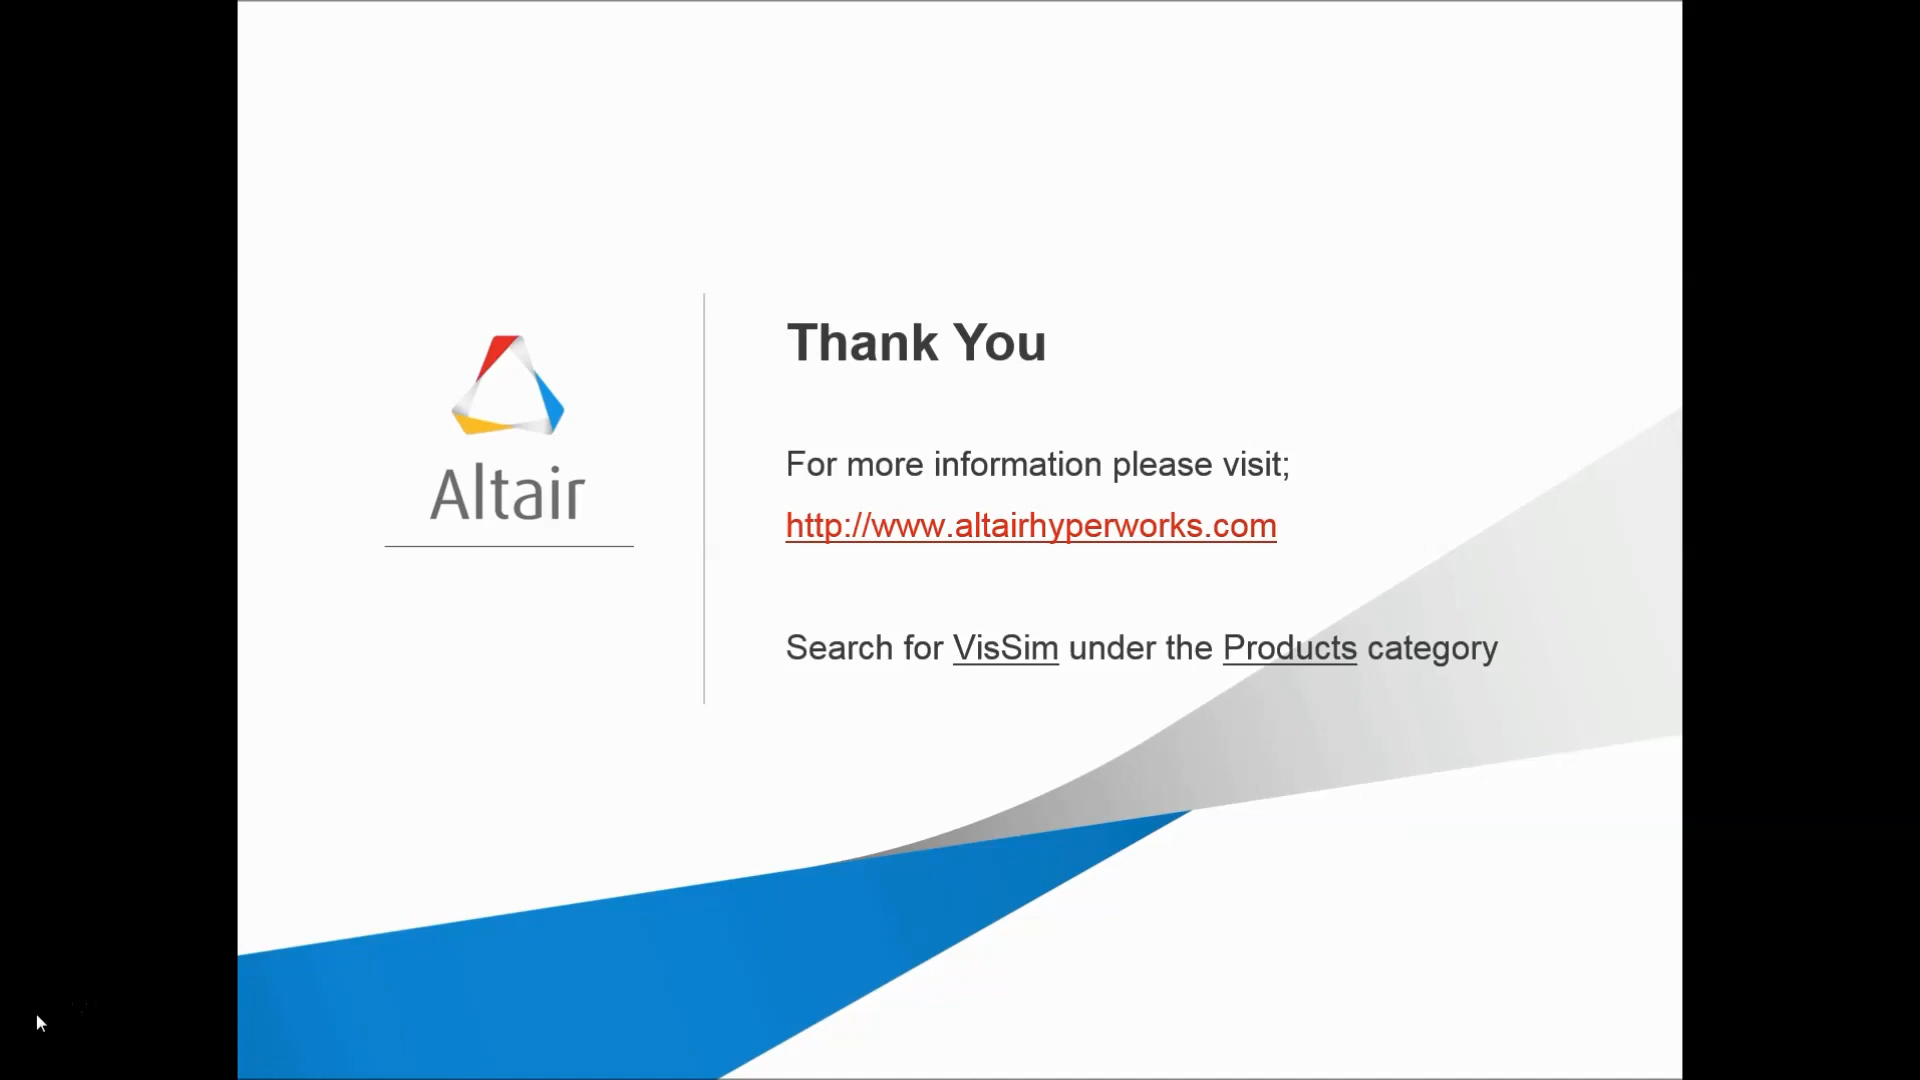 Altair
Thank You
For more information please visit;
http://www.altairhyperworks.com
Search for VisSim under the Products category